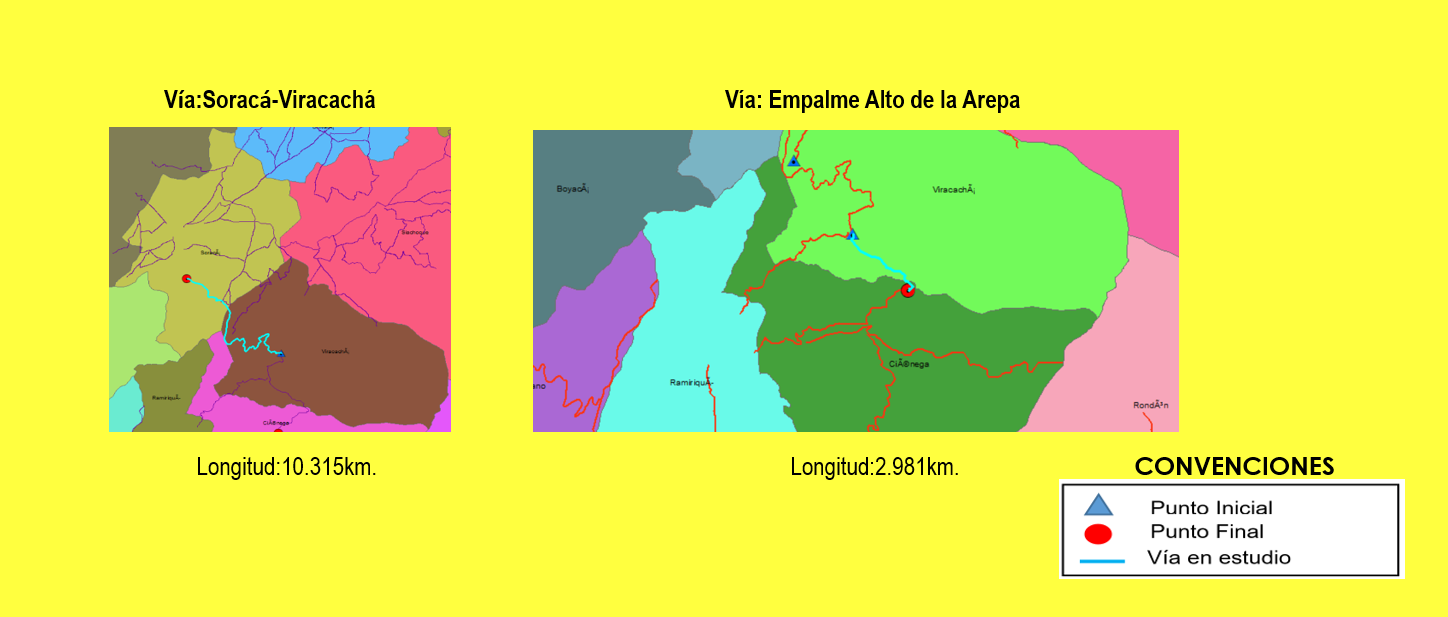 Vía:Soracá-Viracachá
Vía: Empalme Alto de la Arepa
SoracÃ¡
Siachoque
ViracachÃ¡
RamiriquÃ­
CiÃ©nega
BoyacÃ¡
ViracachÃ¡
CiÃ©nega
RamiriquÃ-
ano
RondÃ³n
Longitud:10.315km.
Longitud:2.981km.
CONVENCIONES
Punto Inicial
Punto Final
Vía en estudio